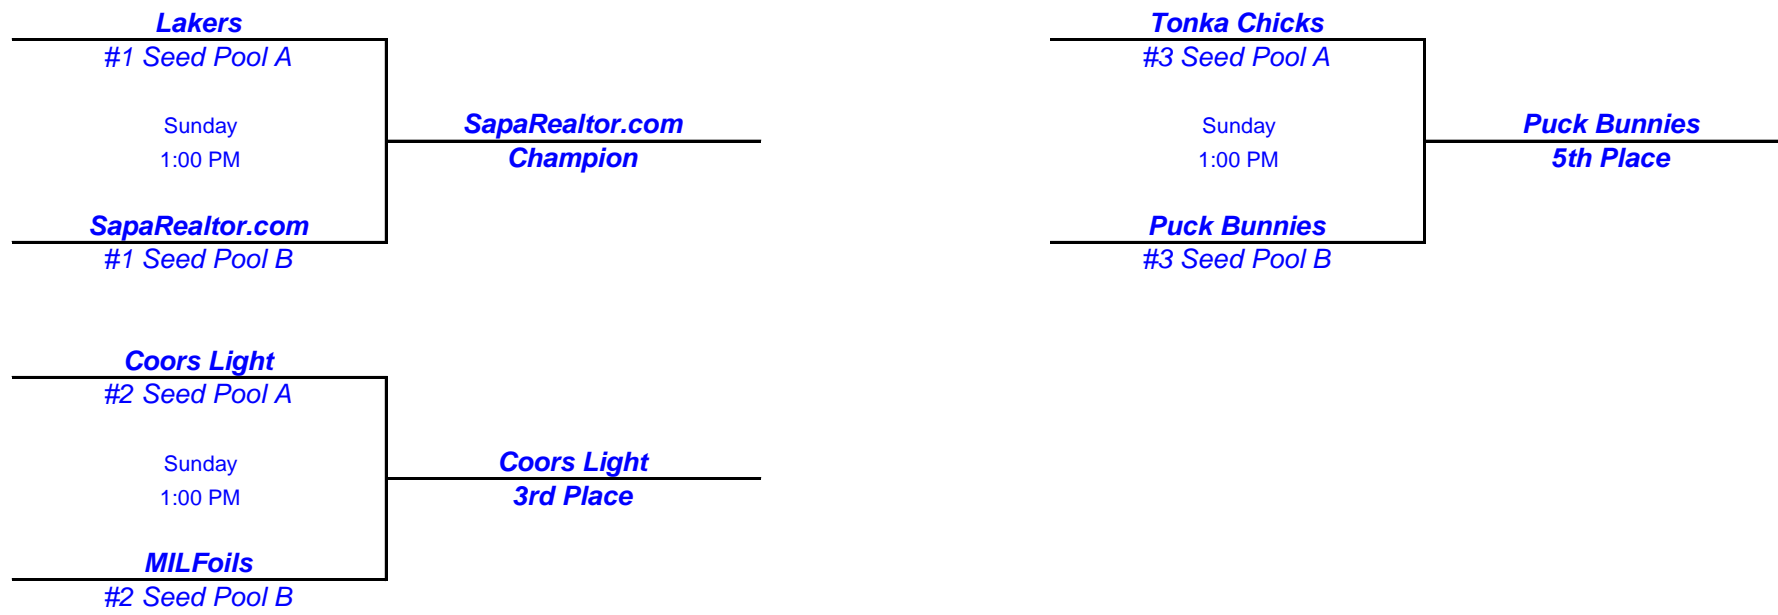 Lakers
#1 Seed Pool A
Sunday
1:00 PM
SapaRealtor.com
Champion
SapaRealtor.com
#1 Seed Pool B
Tonka Chicks
#3 Seed Pool A
Sunday
1:00 PM
Puck Bunnies
5th Place
Puck Bunnies
#3 Seed Pool B
Coors Light
#2 Seed Pool A
Sunday
1:00 PM
Coors Light
3rd Place
MILFoils
#2 Seed Pool B